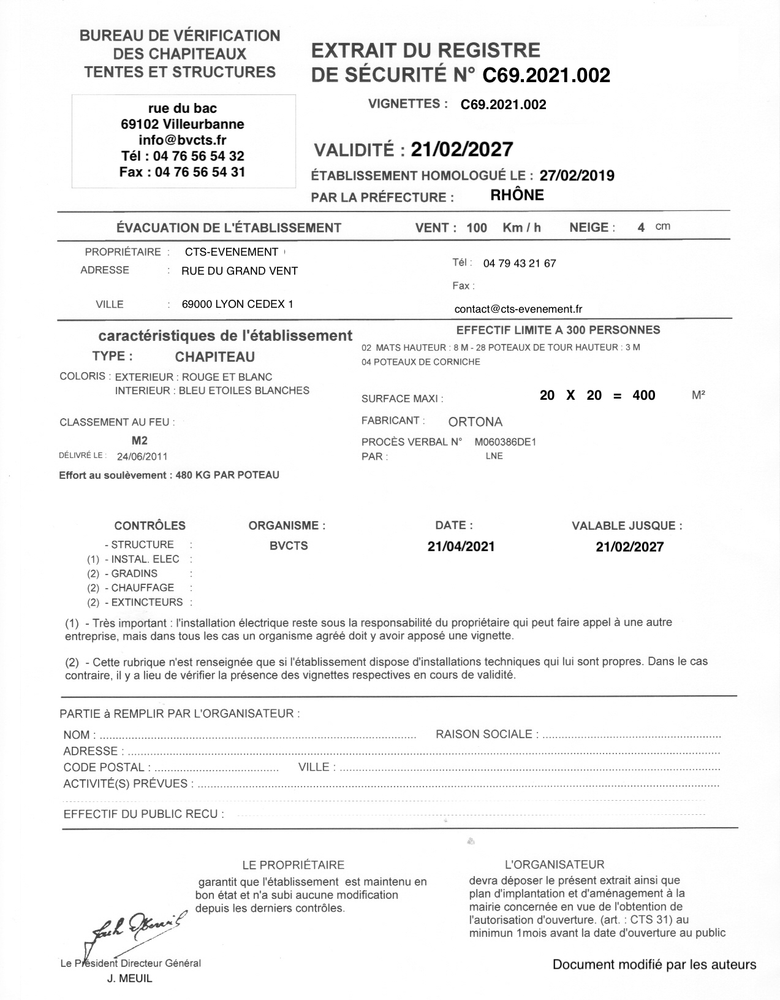 BUREAU DE VÉRIFICATION
DES CHAPITEAUX
TENTES ET STRUCTURES
rue du bac
69102 Villeurbanne
info@bvcts.fr
Tél : 04 76 56 54 32
Fax : 04 76 56 54 31
EXTRAIT DU REGISTRE
DE SÉCURITÉ N° C69.2021.002
VIGNETTES : C69.2021.002
VALIDITÉ : 21/02/2027
ÉTABLISSEMENT HOMOLOGUÉ LE : 27/02/2019
PAR LA PRÉFECTURE : RHÔNE
ÉVACUATION DE L'ÉTABLISSEMENT VENT : 100 Km / h NEIGE : 4 cm
PROPRIÉTAIRE : CTS-EVENEMENT
ADRESSE : RUE DU GRAND VENT
VILLE : 69000 LYON CEDEX 1
Tél : 04 79 43 21 67
Fax :
contact@cts-evenement.fr
caractéristiques de l'établissement
TYPE : CHAPITEAU
COLORIS : EXTERIEUR : ROUGE ET BLANC
INTERIEUR : BLEU ETOILES BLANCHES
CLASSEMENT AU FEU :
M2
DÉLIVRÉ LE : 24/06/2011
Effort au soulèvement : 480 KG PAR POTEAU
EFFECTIF LIMITE A 300 PERSONNES
02 MATS HAUTEUR : 8 M - 28 POTEAUX DE TOUR HAUTEUR : 3 M
04 POTEAUX DE CORNICHE
SURFACE MAXI : 20 X 20 = 400 M²
FABRICANT : ORTONA
PROCÈS VERBAL N° M060386DE1
PAR : LNE
CONTRÔLES ORGANISME : DATE : VALABLE JUSQUE :
- STRUCTURE : BVCTS 21/04/2021 21/02/2027
(1) - INSTAL. ELEC :
(2) - GRADINS :
(2) - CHAUFFAGE :
(2) - EXTINCTEURS :
(1) - Très important : l'installation électrique reste sous la responsabilité du propriétaire qui peut faire appel à une autre
entreprise, mais dans tous les cas un organisme agréé doit y avoir apposé une vignette.
(2) - Cette rubrique n'est renseignée que si l'établissement dispose d'installations techniques qui lui sont propres. Dans le cas
contraire, il y a lieu de vérifier la présence des vignettes respectives en cours de validité.
PARTIE à REMPLIR PAR L'ORGANISATEUR :
NOM : ........ RAISON SOCIALE : ........
ADRESSE : ........
CODE POSTAL : ........ VILLE : ........
ACTIVITÉ(S) PRÉVUES : ........
EFFECTIF DU PUBLIC RECU : ........
LE PROPRIÉTAIRE
garantit que l'établissement est maintenu en
bon état et n'a subi aucune modification
depuis les derniers contrôles.
L'ORGANISATEUR
devra déposer le présent extrait ainsi que
plan d'implantation et d'aménagement à la
mairie concernée en vue de l'obtention de
l'autorisation d'ouverture. (art. : CTS 31) au
minimun 1mois avant la date d'ouverture au public
Le Président Directeur Général
J. MEUIL
Document modifié par les auteurs